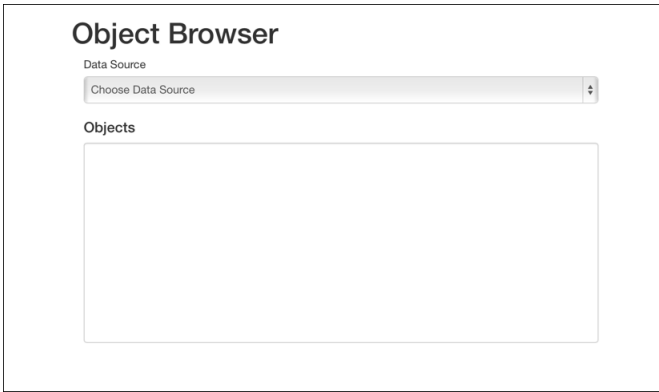 Object Browser
Data Source
Choose Data Source
Objects